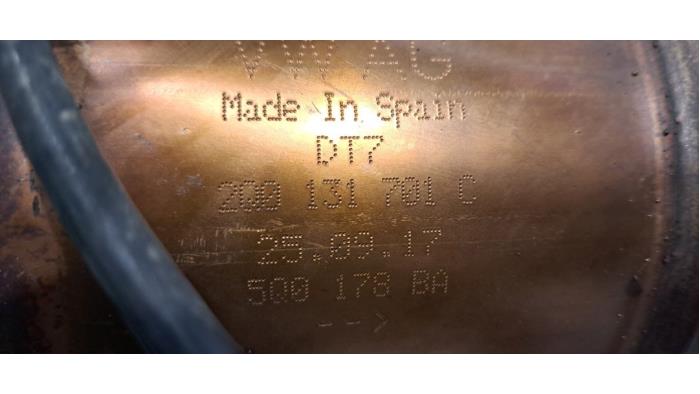 VW AG
Made In Spain
DT7
2Q0 131 701 C
25.09.17
5Q0 178 BA
-->